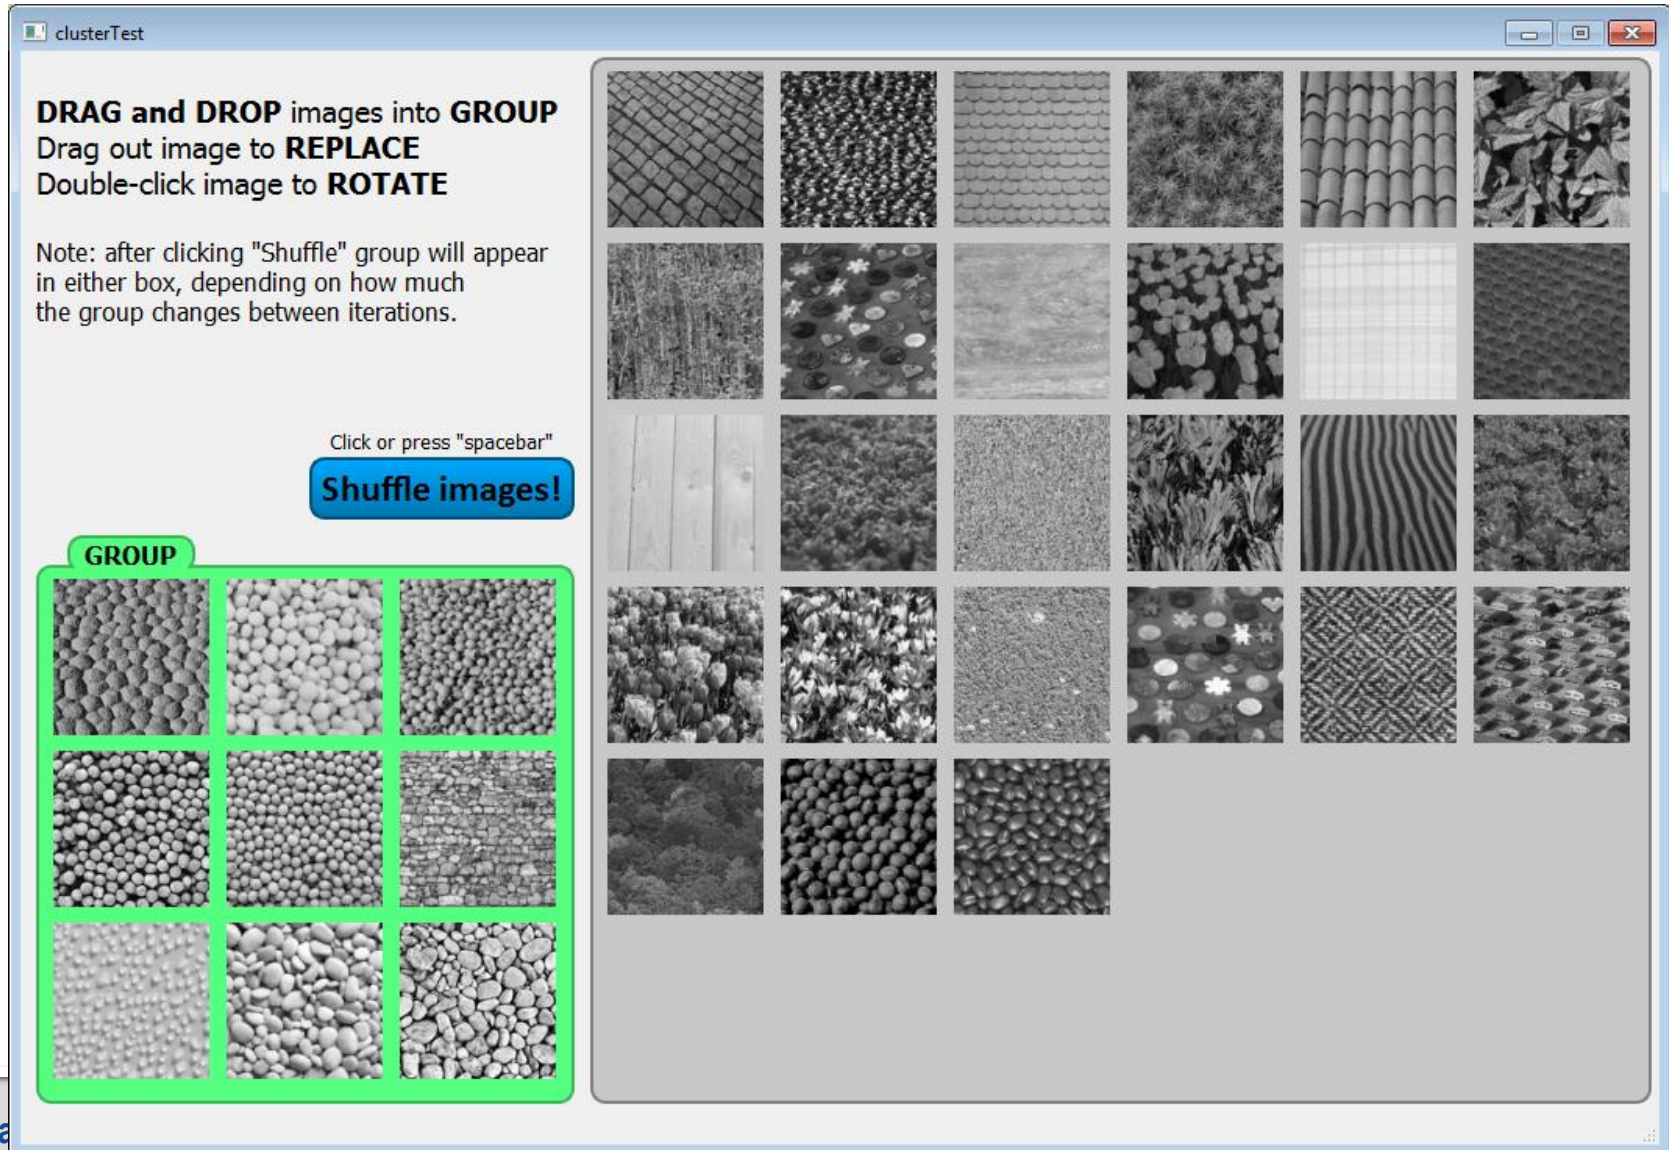 clusterTest
DRAG and DROP images into GROUP
Drag out image to REPLACE
Double-click image to ROTATE
Note: after clicking "Shuffle" group will appear
in either box, depending on how much
the group changes between iterations.
Click or press "spacebar"
Shuffle images!
GROUP